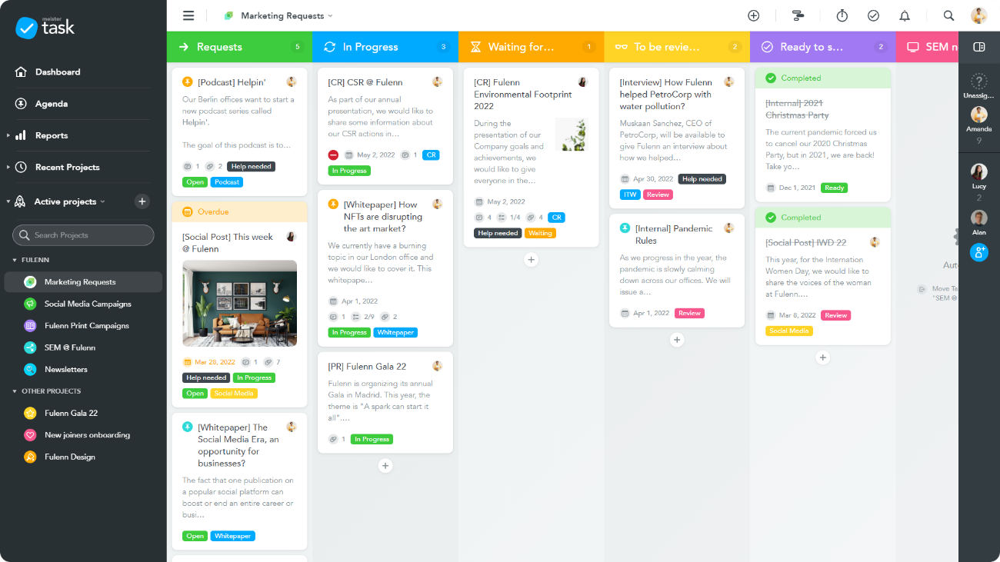 meister
task
Dashboard
Agenda
Reports
Recent Projects
Active projects
Search Projects
FULENN
Marketing Requests
Social Media Campaigns
Fulenn Print Campaigns
SEM @ Fulenn
Newsletters
OTHER PROJECTS
Fulenn Gala 22
New joiners onboarding
Fulenn Design
Marketing Requests
Requests 5
[Podcast] Helpin'
Our Berlin offices want to start a
new podcast series called
Helpin'.
The goal of this podcast is to…
1 2 Help needed
Open Podcast
Overdue
[Social Post] This week
@ Fulenn
Mar 28, 2022 1 7
Help needed In Progress
Open Social Media
[Whitepaper] The
Social Media Era, an
opportunity for
businesses?
The fact that one publication on
a popular social platform can
boost or end an entire career or
busi…
Open Whitepaper
In Progress 3
[CR] CSR @ Fulenn
As part of our annual
presentation, we would like to
share some information about
our CSR actions in…
May 2, 2022 1 CR
In Progress
[Whitepaper] How
NFTs are disrupting
the art market?
We currently have a burning
topic in our London office and
we would like to cover it. This
whitepape…
Apr 1, 2022
1 2/9 2
In Progress Whitepaper
[PR] Fulenn Gala 22
Fulenn is organizing its annual
Gala in Madrid. This year, the
theme is "A spark can start it
all"….
1 In Progress
Waiting for… 1
[CR] Fulenn
Environmental Footprint
2022
During the
presentation of our
Company goals and
achievements, we
would like to give
everyone in the…
May 2, 2022
4 1/4 4 CR
Help needed Waiting
To be revie… 2
[Interview] How Fulenn
helped PetroCorp with
water pollution?
Muskaan Sanchez, CEO of
PetroCorp, will be available to
give Fulenn an interview about
how we helped…
Apr 30, 2022 Help needed
ITW Review
[Internal] Pandemic
Rules
As we progress in the year, the
pandemic is slowly calming
down across our offices. We will
issue a…
Apr 1, 2022 Review
Ready to s… 2
Completed
[Internal] 2021
Christmas Party
The current pandemic forced us
to cancel our 2020 Christmas
Party, but in 2021, we are back!
Take yo…
Dec 1, 2021 Ready
Completed
[Social Post] IWD 22
This year, for the Internation
Women Day, we would like to
share the voices of the woman
at Fulenn….
Mar 8, 2022 Review
Social Media
SEM n
Aut
Move Ta
"SEM @
Unassig…
Amanda
9
Lucy
2
Alan